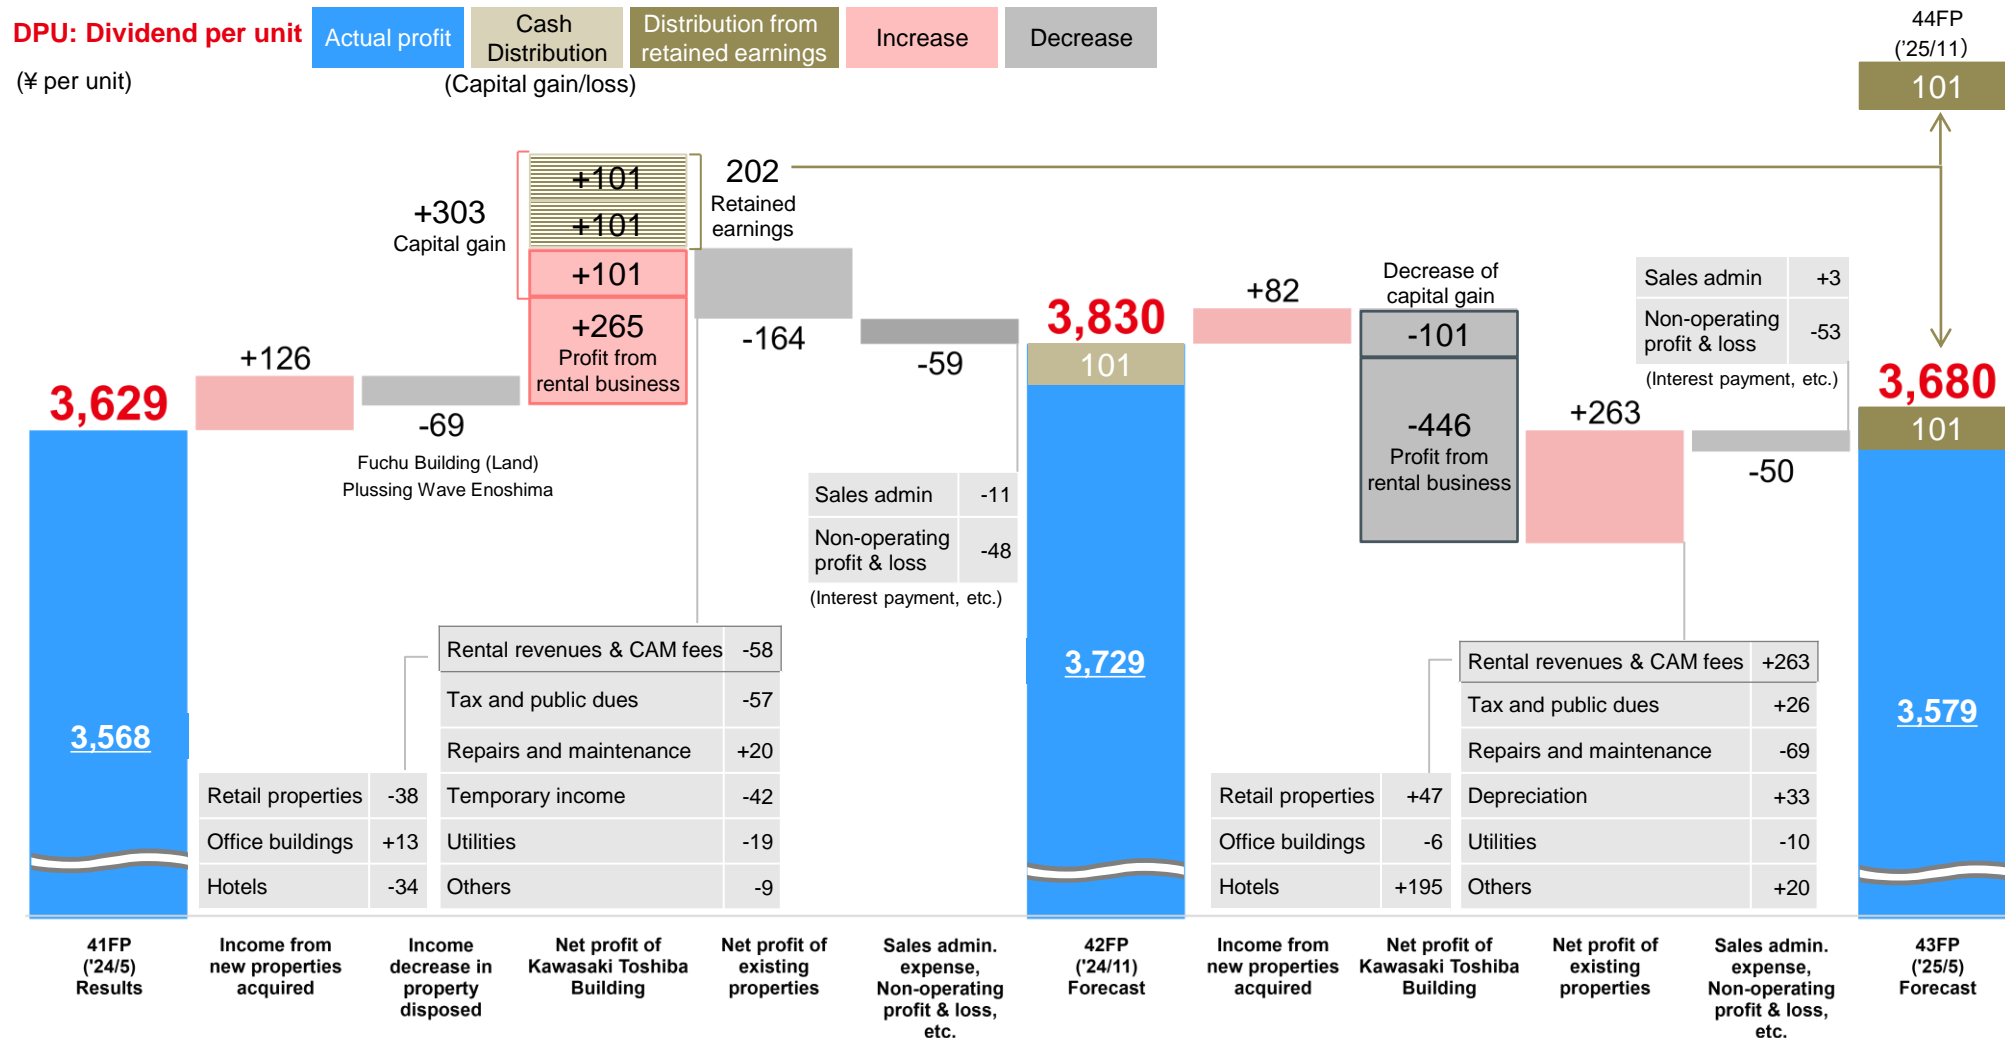 DPU: Dividend per unit
(¥ per unit)
Actual profit
Cash
Distribution
(Capital gain/loss)
Distribution from
retained earnings
Increase
Decrease
44FP
('25/11)
101
3,629
3,568
+126
-69
Fuchu Building (Land)
Plussing Wave Enoshima
+303
Capital gain
+101
+101
+101
+265
Profit from
rental business
202
Retained
earnings
-164
-59
Sales admin -11
Non-operating
profit & loss -48
(Interest payment, etc.)
Rental revenues & CAM fees -58
Tax and public dues -57
Repairs and maintenance +20
Temporary income -42
Utilities -19
Others -9
Retail properties -38
Office buildings +13
Hotels -34
3,830
101
3,729
+82
Decrease of
capital gain
-101
-446
Profit from
rental business
+263
-50
Sales admin +3
Non-operating
profit & loss -53
(Interest payment, etc.)
Rental revenues & CAM fees +263
Tax and public dues +26
Repairs and maintenance -69
Depreciation +33
Utilities -10
Others +20
Retail properties +47
Office buildings -6
Hotels +195
3,680
101
3,579
41FP
('24/5)
Results
Income from
new properties
acquired
Income
decrease in
property
disposed
Net profit of
Kawasaki Toshiba
Building
Net profit of
existing
properties
Sales admin.
expense,
Non-operating
profit & loss,
etc.
42FP
('24/11)
Forecast
Income from
new properties
acquired
Net profit of
Kawasaki Toshiba
Building
Net profit of
existing
properties
Sales admin.
expense,
Non-operating
profit & loss,
etc.
43FP
('25/5)
Forecast